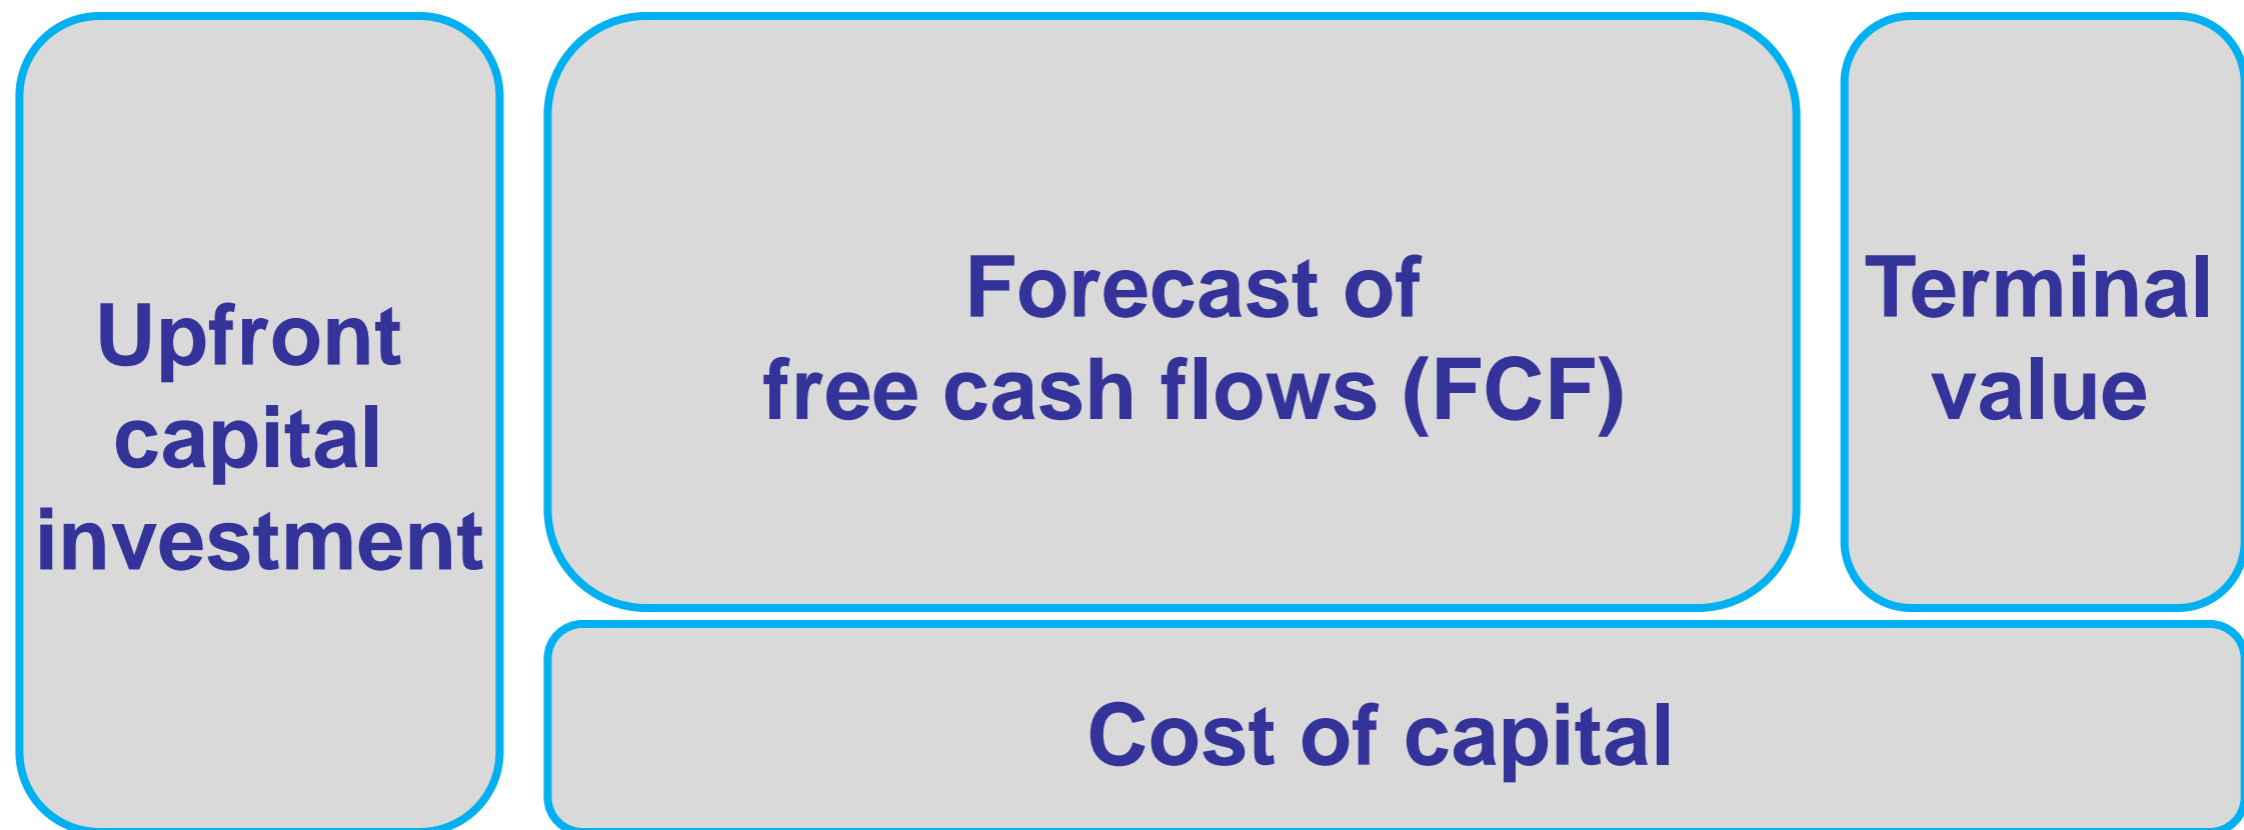 Upfront
capital
investment
Forecast of
free cash flows (FCF)
Terminal
value
Cost of capital